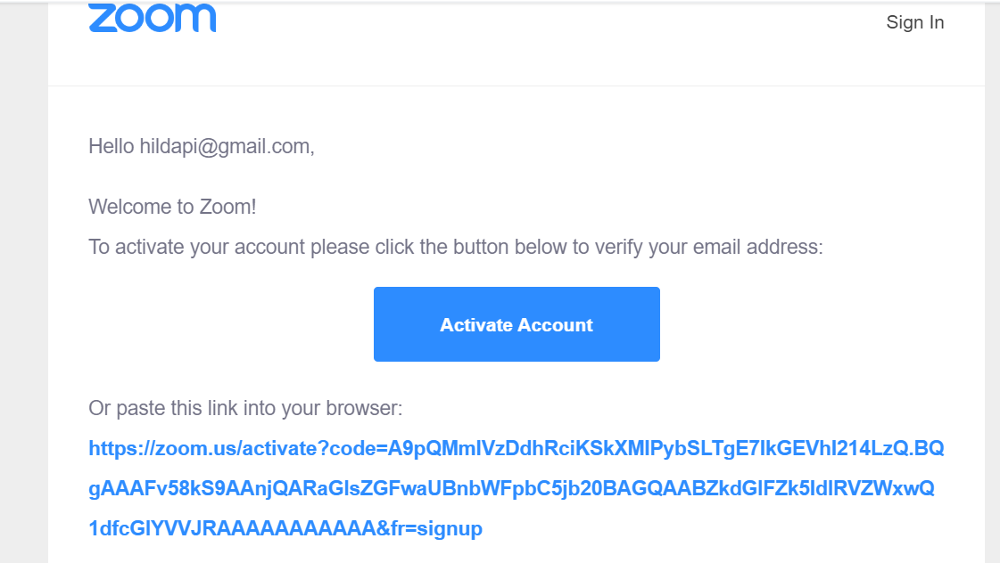 zoom
Sign In
Hello hildapi@gmail.com,
Welcome to Zoom!
To activate your account please click the button below to verify your email address:
Activate Account
Or paste this link into your browser:
https://zoom.us/activate?code=A9pQMmIVzDdhRciKSkXMIPybSLTgE7IkGEVhI214LzQ.BQ
gAAAFv58kS9AAnjQARaGlsZGFwaUBnbWFpbC5jb20BAGQAABZkdGlFZk5IdlRVZWxwQ
1dfcGlYVVJRAAAAAAAAAAA&fr=signup